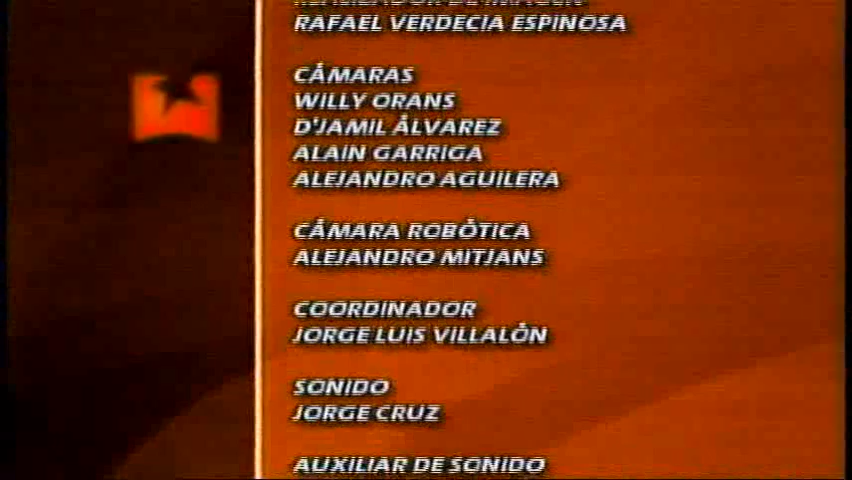 RAFAEL VERDECIA ESPINOSA
CÁMARAS
WILLY ORANS
D'JAMIL ÁLVAREZ
ALAIN GARRIGA
ALEJANDRO AGUILERA
CÁMARA ROBÓTICA
ALEJANDRO MITJANS
COORDINADOR
JORGE LUIS VILLALÓN
SONIDO
JORGE CRUZ
AUXILIAR DE SONIDO